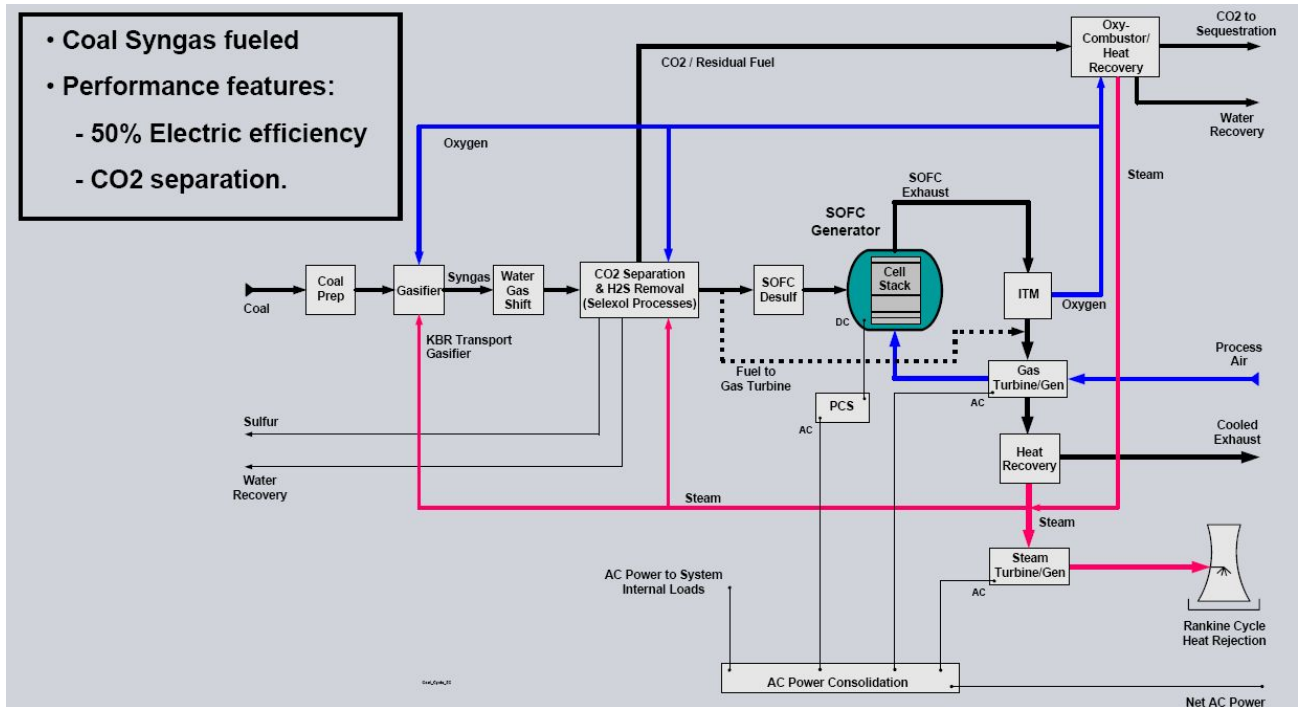 • Coal Syngas fueled
• Performance features:
- 50% Electric efficiency
- CO2 separation.
Oxy-
Combustor/
Heat
Recovery
CO2 to
Sequestration
CO2 / Residual Fuel
Water
Recovery
Oxygen
Steam
SOFC
Exhaust
SOFC
Generator
Coal
Prep
Gasifier
Syngas
Water
Gas
Shift
CO2 Separation
& H2S Removal
(Selexol Processes)
SOFC
Desulf
Cell
Stack
ITM
Oxygen
Coal
DC
KBR Transport
Gasifier
Fuel to
Gas Turbine
Gas
Turbine/Gen
Process
Air
PCS
AC
AC
Sulfur
Cooled
Exhaust
Heat
Recovery
Water
Recovery
Steam
Steam
Steam
Turbine/Gen
AC Power to System
Internal Loads
AC
Rankine Cycle
Heat Rejection
AC Power Consolidation
Net AC Power